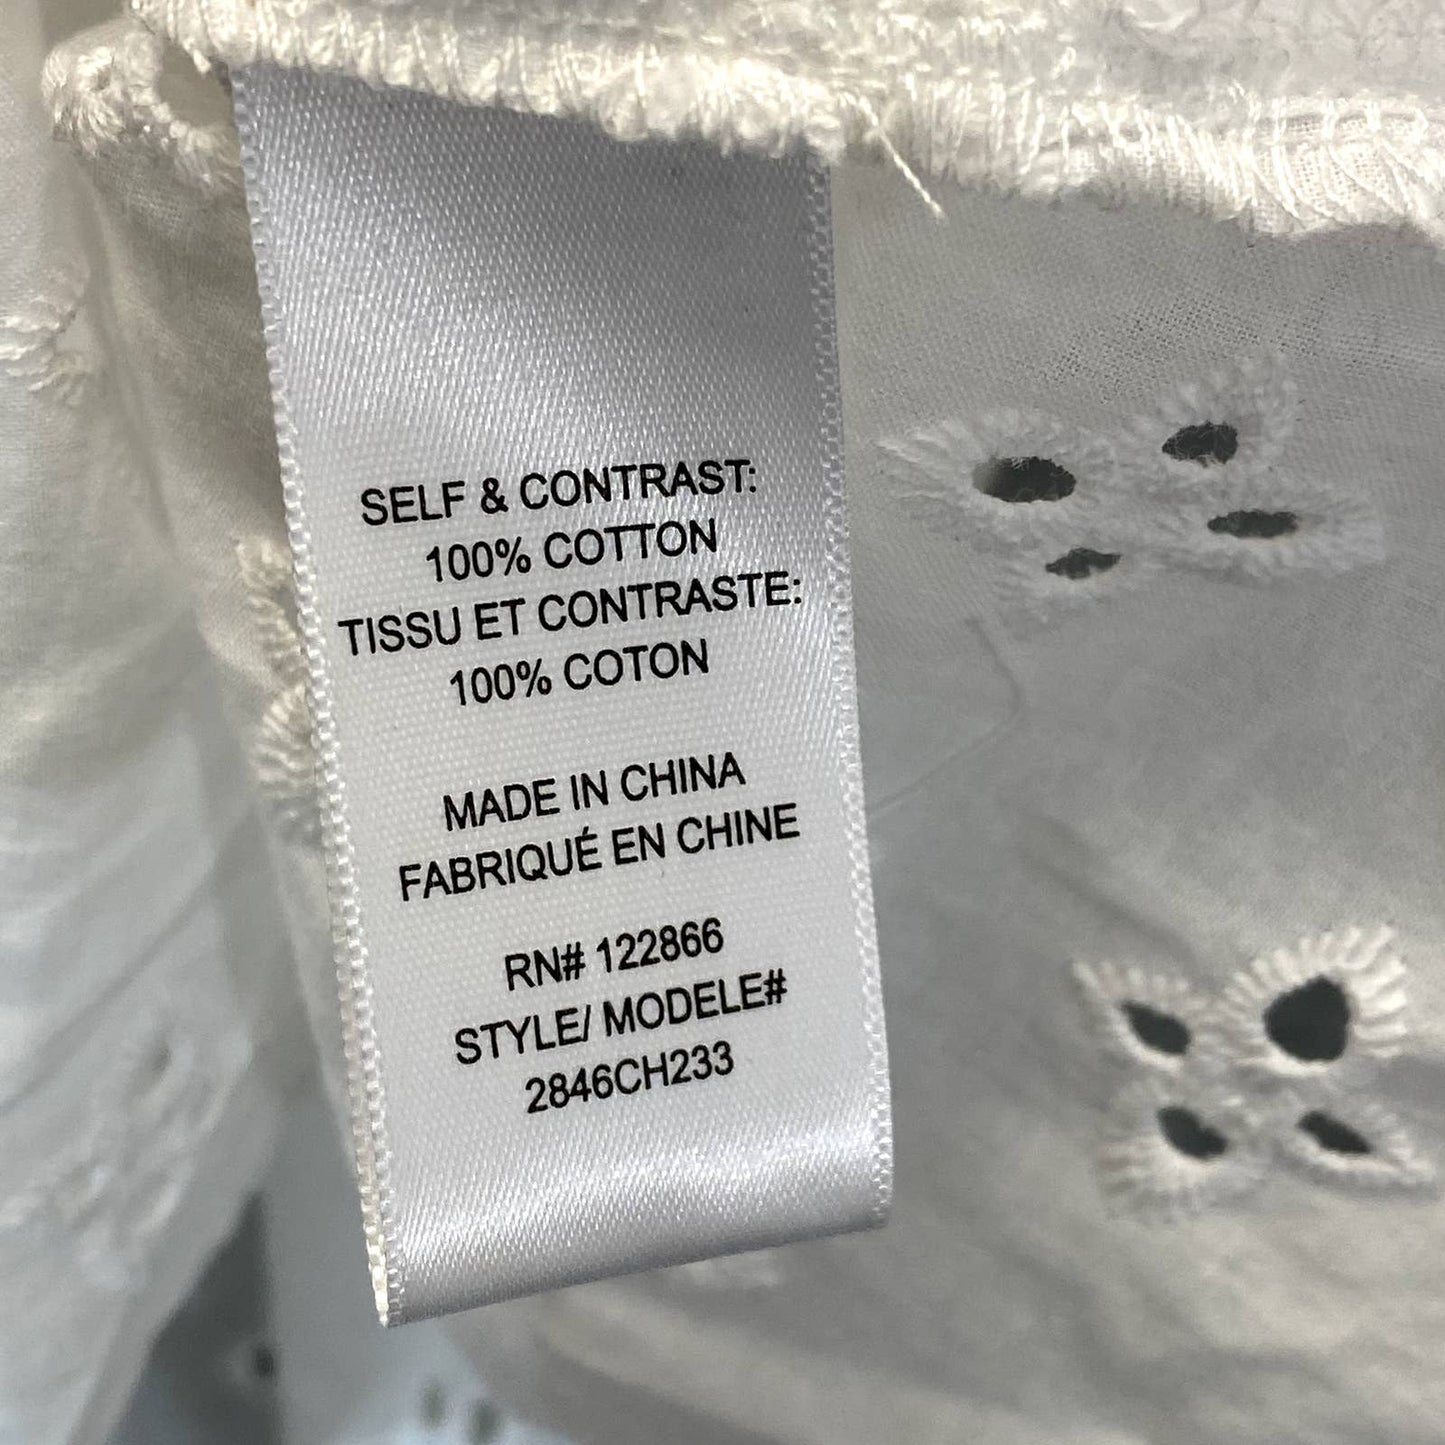 SELF & CONTRAST:
100% COTTON
TISSU ET CONTRASTE:
100% COTON
MADE IN CHINA
FABRIQUÉ EN CHINE
RN# 122866
STYLE/ MODELE#
2846CH233